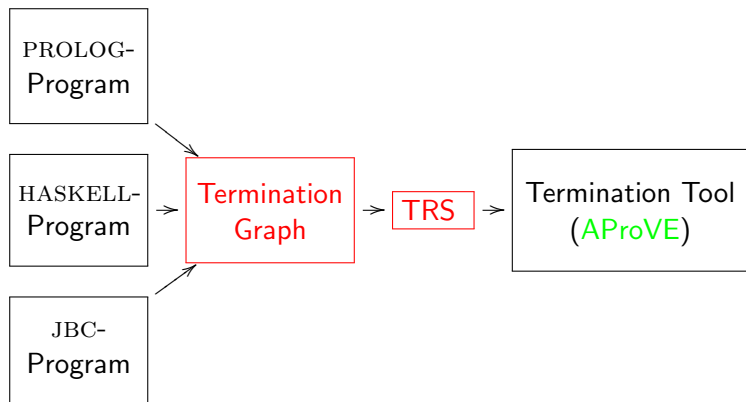 PROLOG-
Program
HASKELL-
Program
JBC-
Program
Termination
Graph
TRS
Termination Tool
(AProVE)